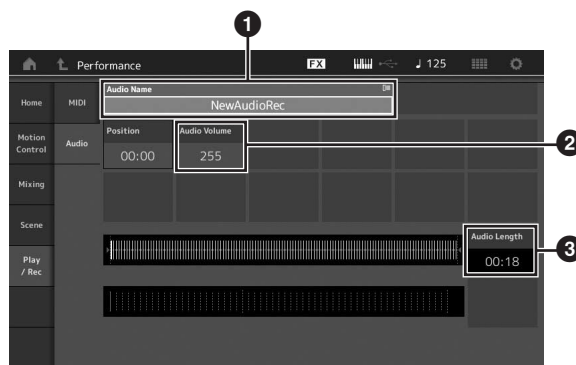 1
Performance
FX
♩ 125
Home
MIDI
Audio Name
NewAudioRec
Motion
Control
Audio
Position
00:00
Audio Volume
255
2
Mixing
Scene
Play
/ Rec
Audio Length
00:18
3